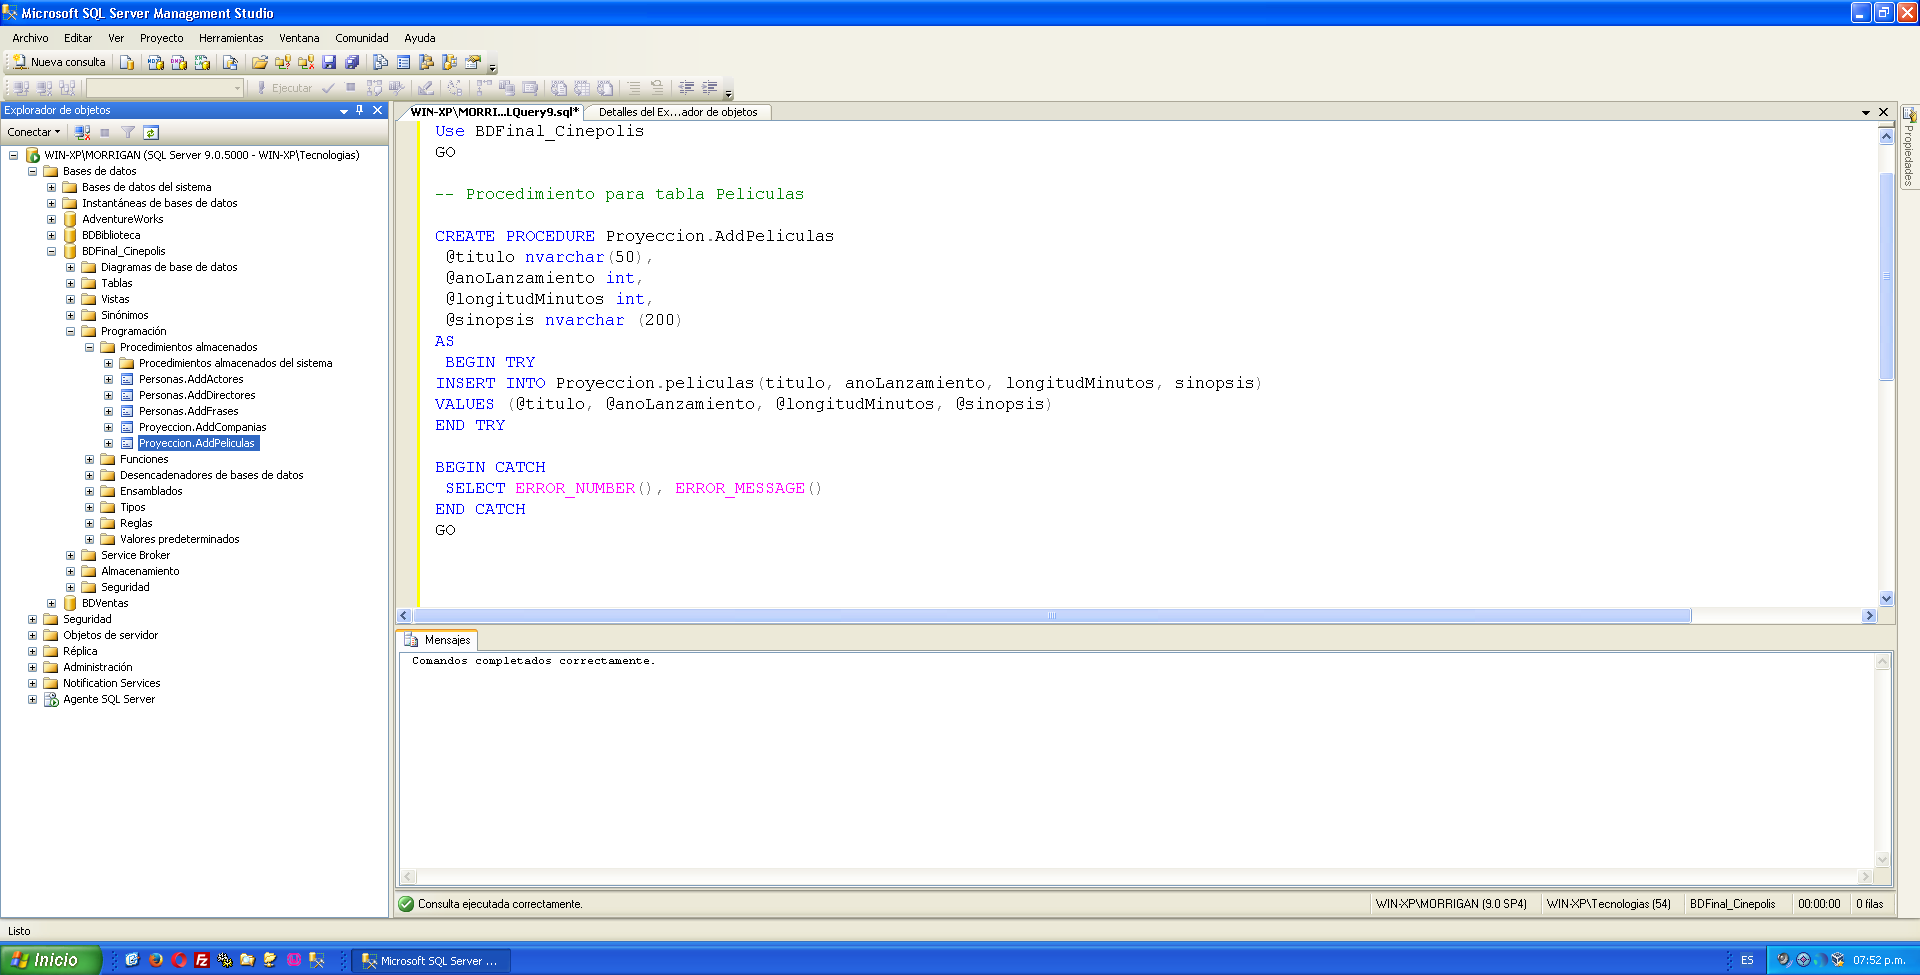 Microsoft SQL Server Management Studio
Archivo Editar Ver Proyecto Herramientas Ventana Comunidad Ayuda
Nueva consulta
Ejecutar
Explorador de objetos
Conectar
WIN-XP\MORRIGAN (SQL Server 9.0.5000 - WIN-XP\Tecnologias)
Bases de datos
Bases de datos del sistema
Instantáneas de bases de datos
AdventureWorks
BDBiblioteca
BDFinal_Cinepolis
Diagramas de base de datos
Tablas
Vistas
Sinónimos
Programación
Procedimientos almacenados
Procedimientos almacenados del sistema
Personas.AddActores
Personas.AddDirectores
Personas.AddFrases
Proyeccion.AddCompanias
Proyeccion.AddPeliculas
Funciones
Desencadenadores de bases de datos
Ensamblados
Tipos
Reglas
Valores predeterminados
Service Broker
Almacenamiento
Seguridad
BDVentas
Seguridad
Objetos de servidor
Réplica
Administración
Notification Services
Agente SQL Server
WIN-XP\MORRI...LQuery9.sql* Detalles del Ex...ador de objetos
Use BDFinal_Cinepolis
GO
-- Procedimiento para tabla Peliculas
CREATE PROCEDURE Proyeccion.AddPeliculas
@titulo nvarchar(50),
@anoLanzamiento int,
@longitudMinutos int,
@sinopsis nvarchar (200)
AS
BEGIN TRY
INSERT INTO Proyeccion.peliculas(titulo, anoLanzamiento, longitudMinutos, sinopsis)
VALUES (@titulo, @anoLanzamiento, @longitudMinutos, @sinopsis)
END TRY
BEGIN CATCH
SELECT ERROR_NUMBER(), ERROR_MESSAGE()
END CATCH
GO
Propiedades
Mensajes
Comandos completados correctamente.
Consulta ejecutada correctamente. WIN-XP\MORRIGAN (9.0 SP4) WIN-XP\Tecnologias (54) BDFinal_Cinepolis 00:00:00 0 filas
Listo
Inicio Microsoft SQL Server ... ES 07:52 p.m.